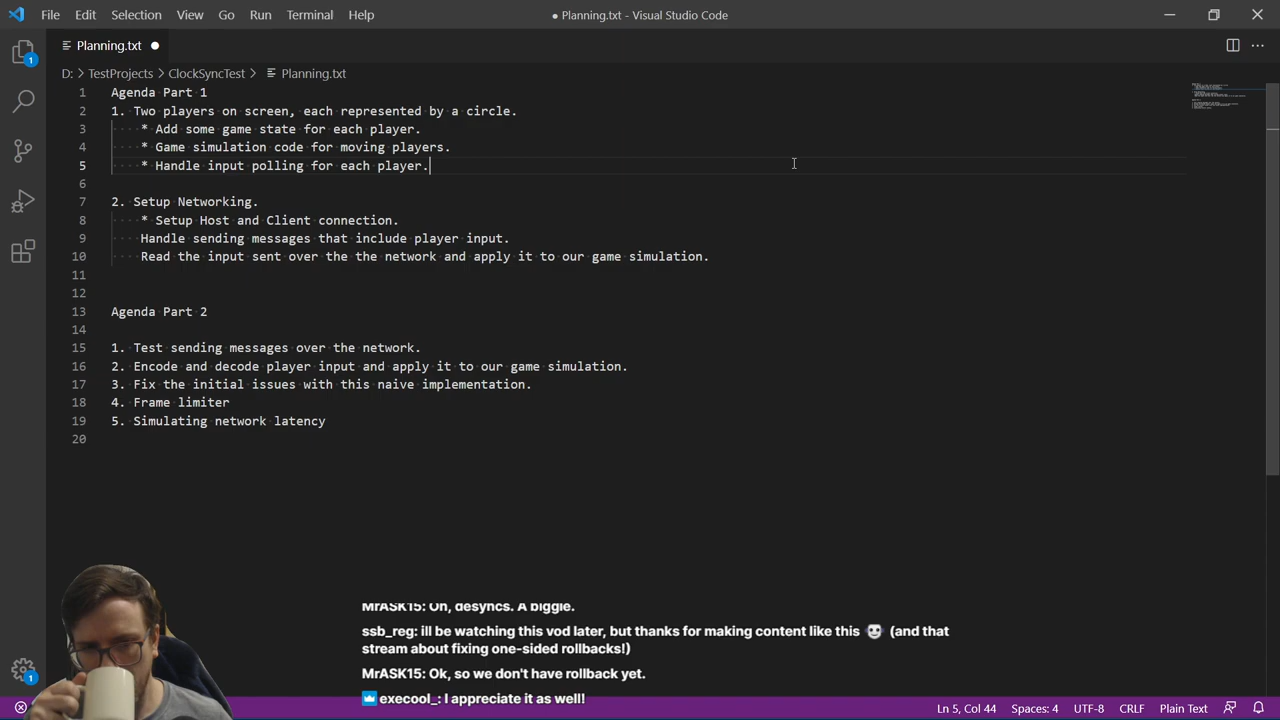 File Edit Selection View Go Run Terminal Help
● Planning.txt - Visual Studio Code
Planning.txt
D: > TestProjects > ClockSyncTest > Planning.txt
1 Agenda Part 1
2 1. Two players on screen, each represented by a circle.
3 * Add some game state for each player.
4 * Game simulation code for moving players.
5 * Handle input polling for each player.
6
7 2. Setup Networking.
8 * Setup Host and Client connection.
9 Handle sending messages that include player input.
10 Read the input sent over the the network and apply it to our game simulation.
11
12
13 Agenda Part 2
14
15 1. Test sending messages over the network.
16 2. Encode and decode player input and apply it to our game simulation.
17 3. Fix the initial issues with this naive implementation.
18 4. Frame limiter
19 5. Simulating network latency
20
1
1
MrASK15: Oh, desyncs. A biggie.
ssb_reg: ill be watching this vod later, but thanks for making content like this (and that
stream about fixing one-sided rollbacks!)
MrASK15: Ok, so we don't have rollback yet.
execool_: I appreciate it as well!
Ln 5, Col 44 Spaces: 4 UTF-8 CRLF Plain Text